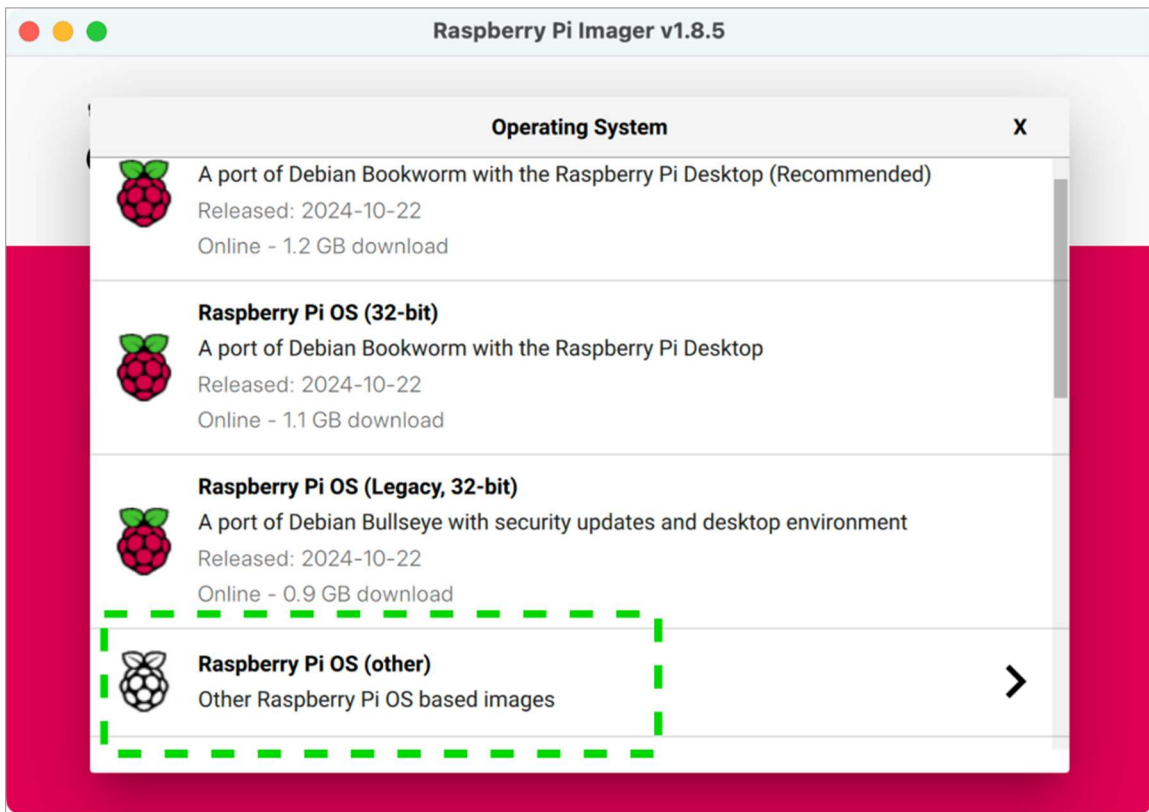 Raspberry Pi Imager v1.8.5
Operating System X
A port of Debian Bookworm with the Raspberry Pi Desktop (Recommended)
Released: 2024-10-22
Online - 1.2 GB download
Raspberry Pi OS (32-bit)
A port of Debian Bookworm with the Raspberry Pi Desktop
Released: 2024-10-22
Online - 1.1 GB download
Raspberry Pi OS (Legacy, 32-bit)
A port of Debian Bullseye with security updates and desktop environment
Released: 2024-10-22
Online - 0.9 GB download
Raspberry Pi OS (other)
Other Raspberry Pi OS based images